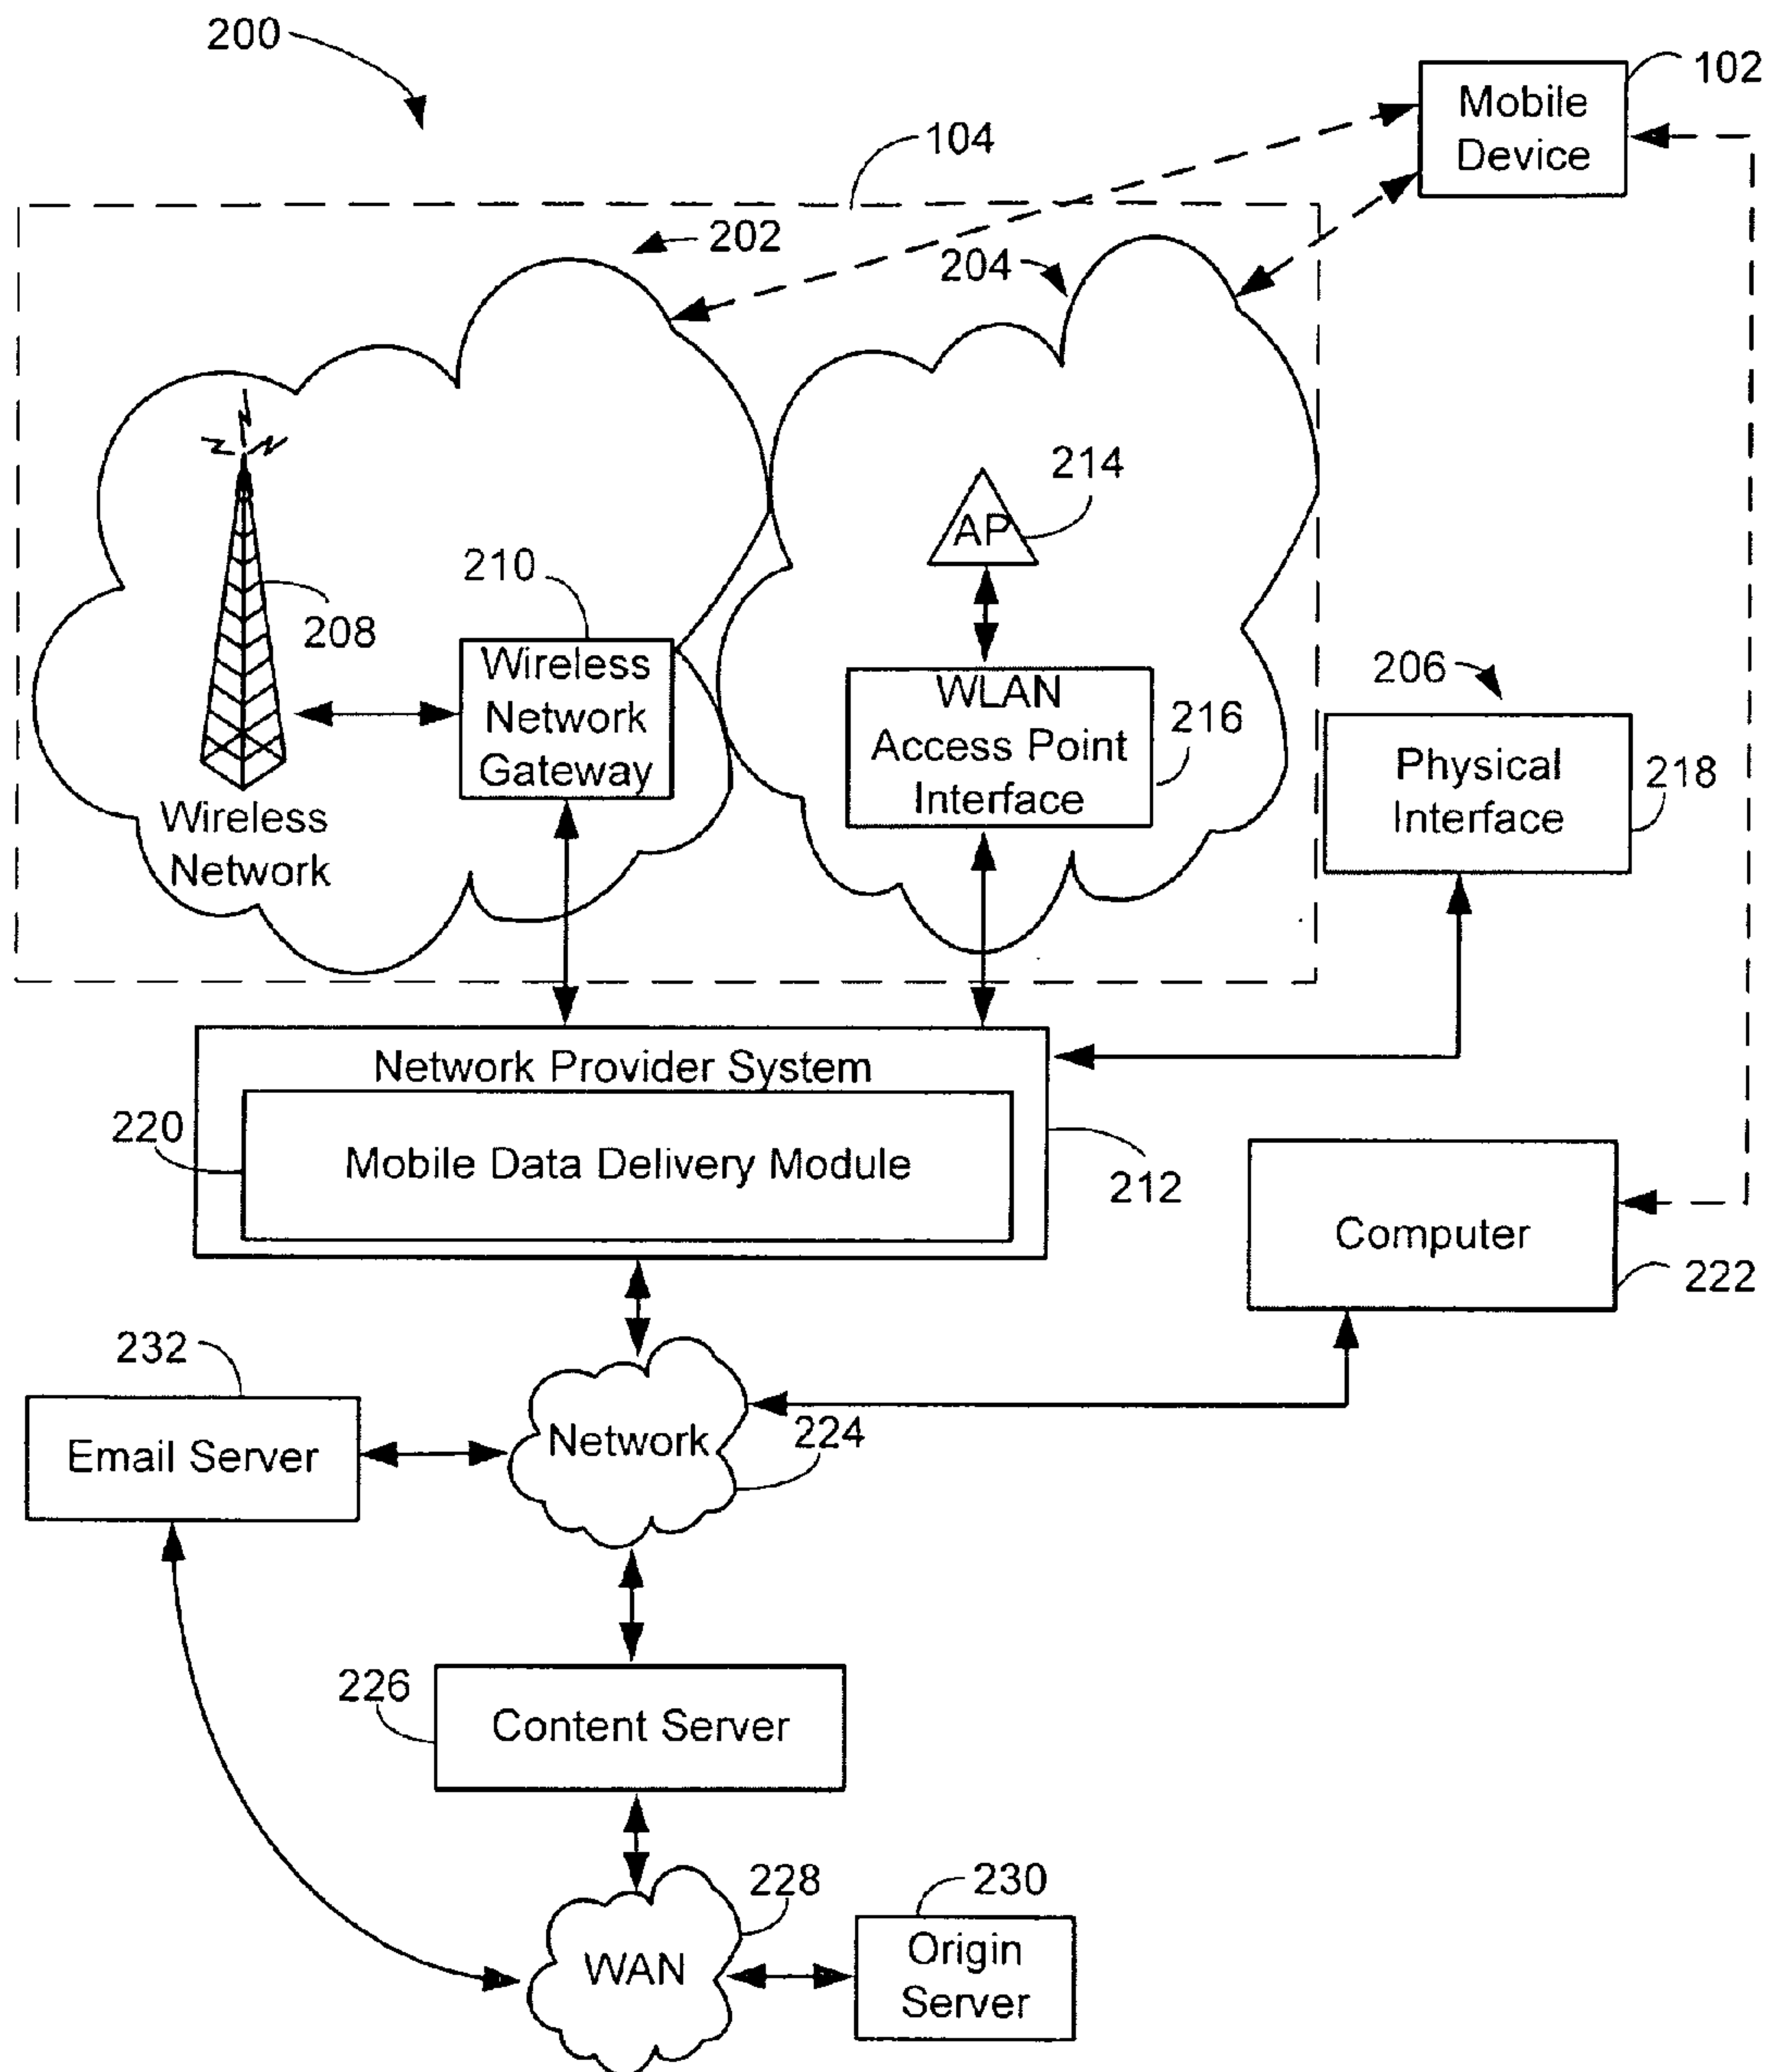 200
102
Mobile
Device
104
202
204
214
AP
210
208
Wireless
Network
Gateway
WLAN
Access Point
Interface
216
206
Physical
Interface
218
Wireless
Network
Network Provider System
220
Mobile Data Delivery Module
212
Computer
222
232
Email Server
Network
224
226
Content Server
228
WAN
230
Origin
Server